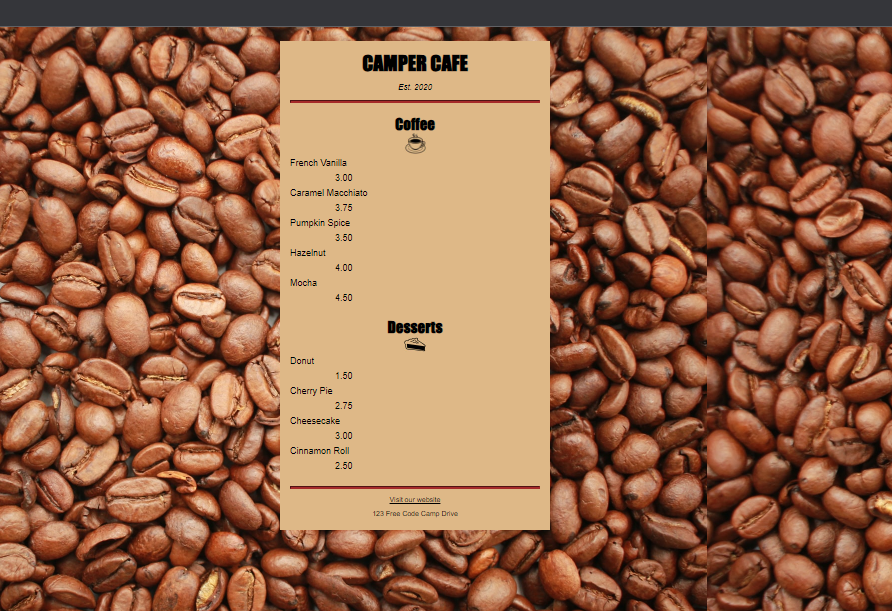 CAMPER CAFE
Est. 2020
Coffee
French Vanilla
3.00
Caramel Macchiato
3.75
Pumpkin Spice
3.50
Hazelnut
4.00
Mocha
4.50
Desserts
Donut
1.50
Cherry Pie
2.75
Cheesecake
3.00
Cinnamon Roll
2.50
Visit our website
123 Free Code Camp Drive